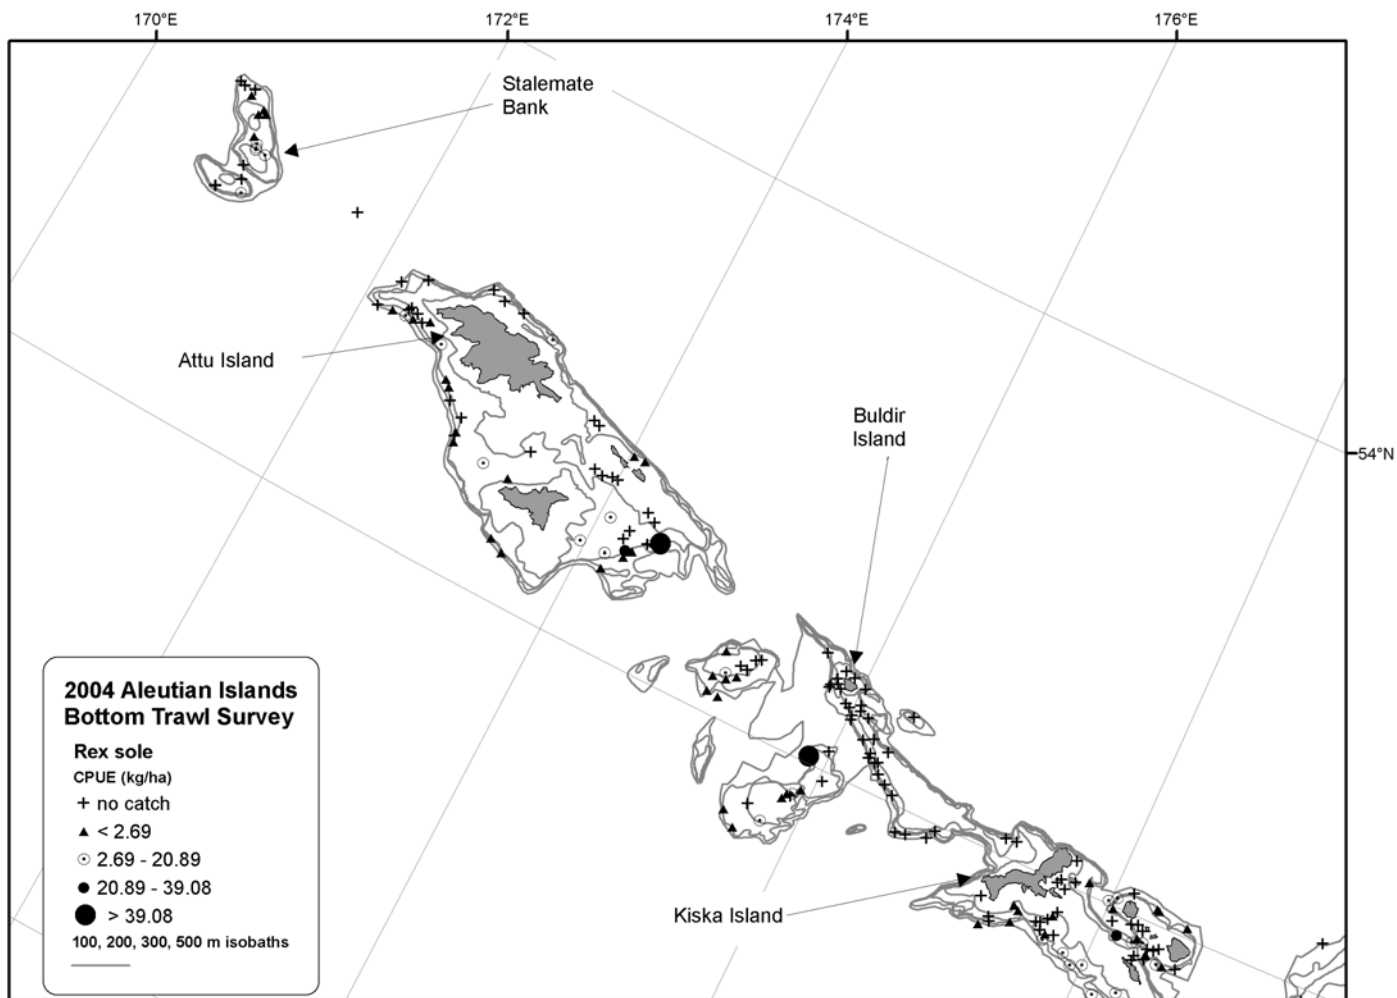 170°E
172°E
174°E
176°E
Stalemate
Bank
Attu Island
Buldir
Island
54°N
Kiska Island
2004 Aleutian Islands
Bottom Trawl Survey
Rex sole
CPUE (kg/ha)
no catch
< 2.69
2.69 - 20.89
20.89 - 39.08
> 39.08
100, 200, 300, 500 m isobaths